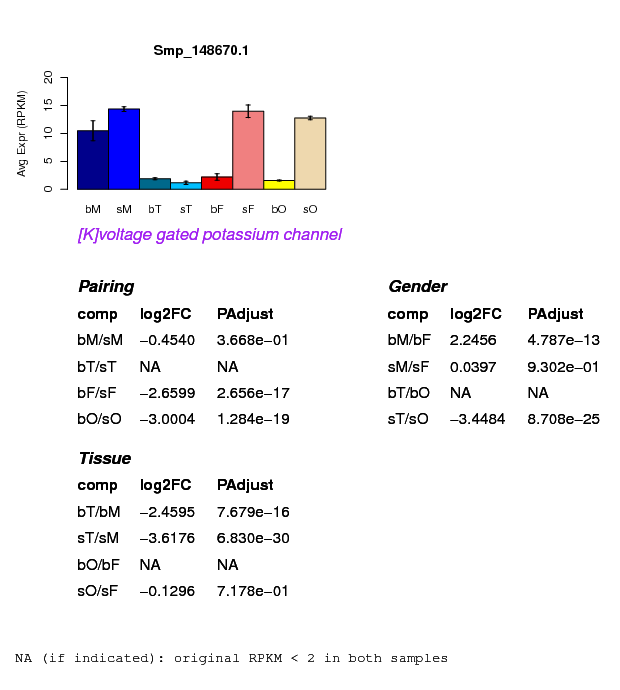 Smp_148670.1
Avg Expr (RPKM)
20
15
10
5
0
bM sM bT sT bF sF bO sO
[K]voltage gated potassium channel
Pairing
comp log2FC PAdjust
bM/sM −0.4540 3.668e−01
bT/sT NA NA
bF/sF −2.6599 2.656e−17
bO/sO −3.0004 1.284e−19
Gender
comp log2FC PAdjust
bM/bF 2.2456 4.787e−13
sM/sF 0.0397 9.302e−01
bT/bO NA NA
sT/sO −3.4484 8.708e−25
Tissue
comp log2FC PAdjust
bT/bM −2.4595 7.679e−16
sT/sM −3.6176 6.830e−30
bO/bF NA NA
sO/sF −0.1296 7.178e−01
NA (if indicated): original RPKM < 2 in both samples